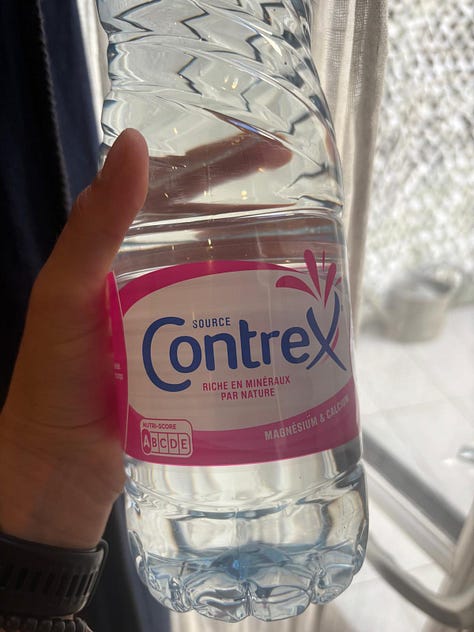 SOURCE
Contrex
RICHE EN MINÉRAUX
PAR NATURE
NUTRI-SCORE
ABCDE
MAGNÉSIUM & CALCIUM